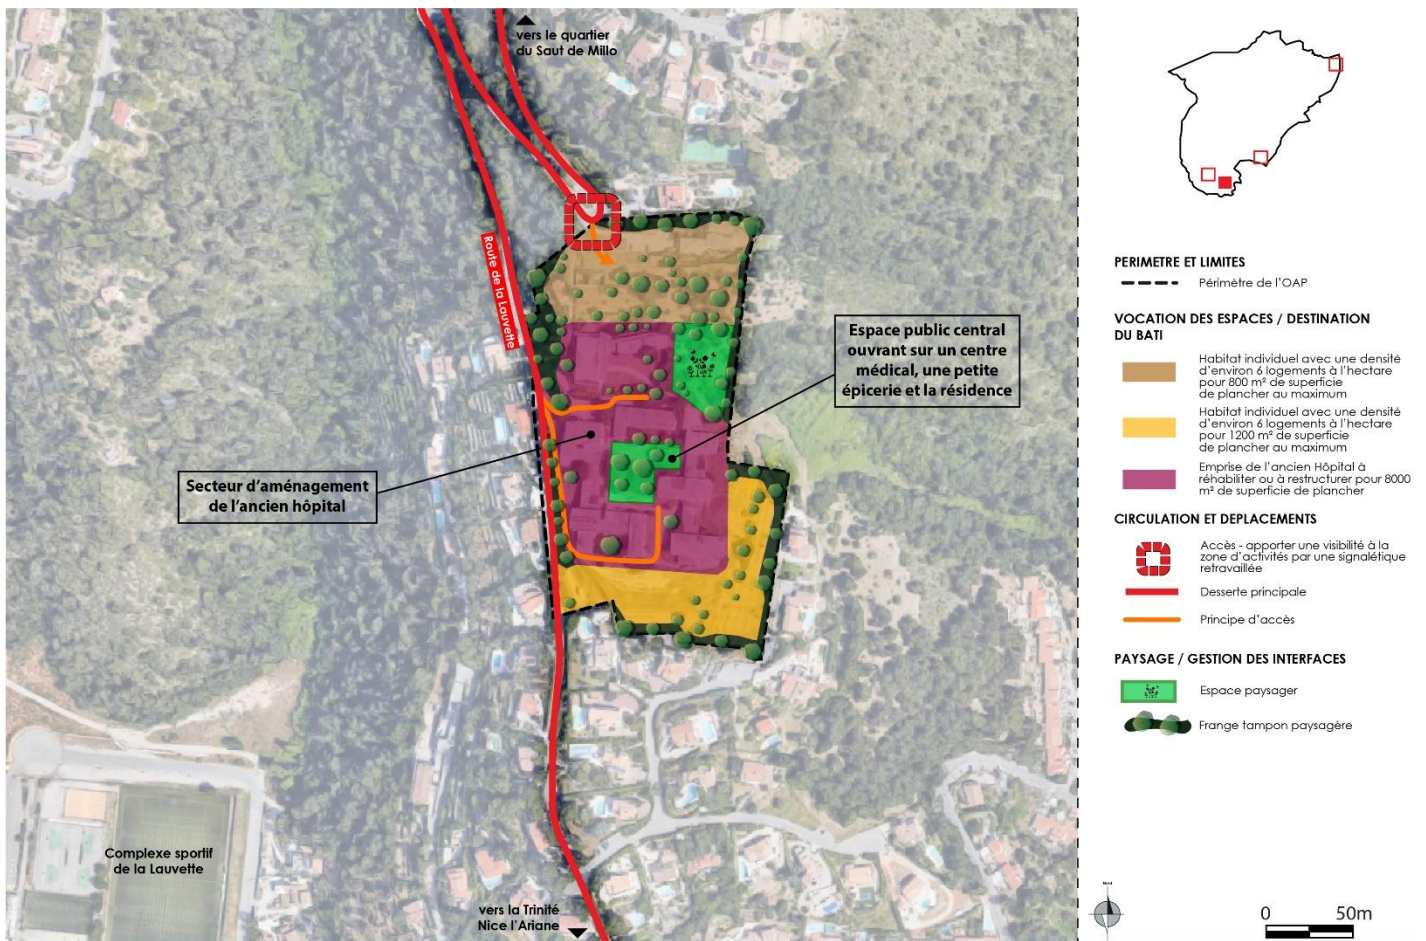 vers le quartier
du Saut de Millo
Route de la Lauvette
Espace public central
ouvrant sur un centre
médical, une petite
épicerie et la résidence
Secteur d'aménagement
de l'ancien hôpital
Complexe sportif
de la Lauvette
vers la Trinité
Nice l'Ariane
PERIMETRE ET LIMITES
Périmètre de l'OAP
VOCATION DES ESPACES / DESTINATION
DU BATI
Habitat individuel avec une densité
d'environ 6 logements à l'hectare
pour 800 m² de superficie
de plancher au maximum
Habitat individuel avec une densité
d'environ 6 logements à l'hectare
pour 1200 m² de superficie
de plancher au maximum
Emprise de l'ancien Hôpital à
réhabiliter ou à restructurer pour 8000
m² de superficie de plancher
CIRCULATION ET DEPLACEMENTS
Accès - apporter une visibilité à la
zone d'activités par une signalétique
retravaillée
Desserte principale
Principe d'accès
PAYSAGE / GESTION DES INTERFACES
Espace paysager
Frange tampon paysagère
Nord
0 50m